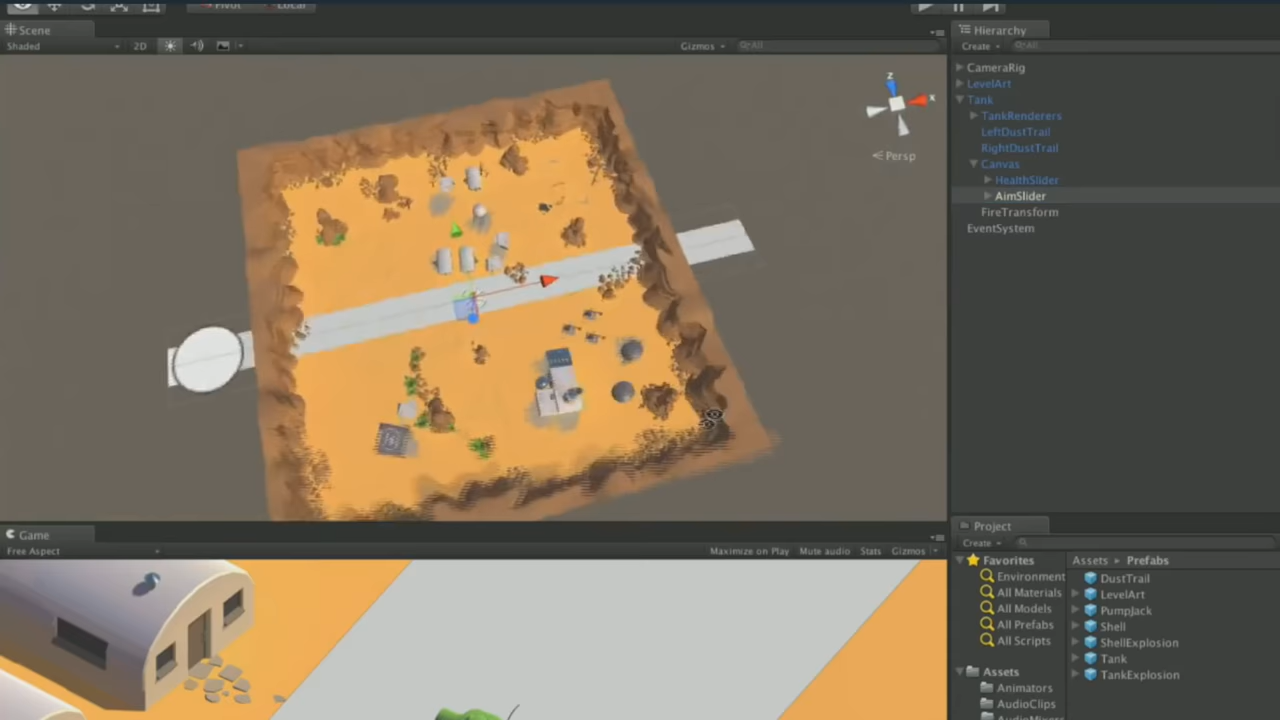 Pivot Local
Scene
Shaded 2D Gizmos All
z
x
Persp
Game
Free Aspect Maximize on Play Mute audio Stats Gizmos
Hierarchy
Create All
CameraRig
LevelArt
Tank
TankRenderers
LeftDustTrail
RightDustTrail
Canvas
HealthSlider
AimSlider
FireTransform
EventSystem
Project
Create
Favorites
Environment
All Materials
All Models
All Prefabs
All Scripts
Assets
Animators
AudioClips
AudioMixers
Assets Prefabs
DustTrail
LevelArt
PumpJack
Shell
ShellExplosion
Tank
TankExplosion